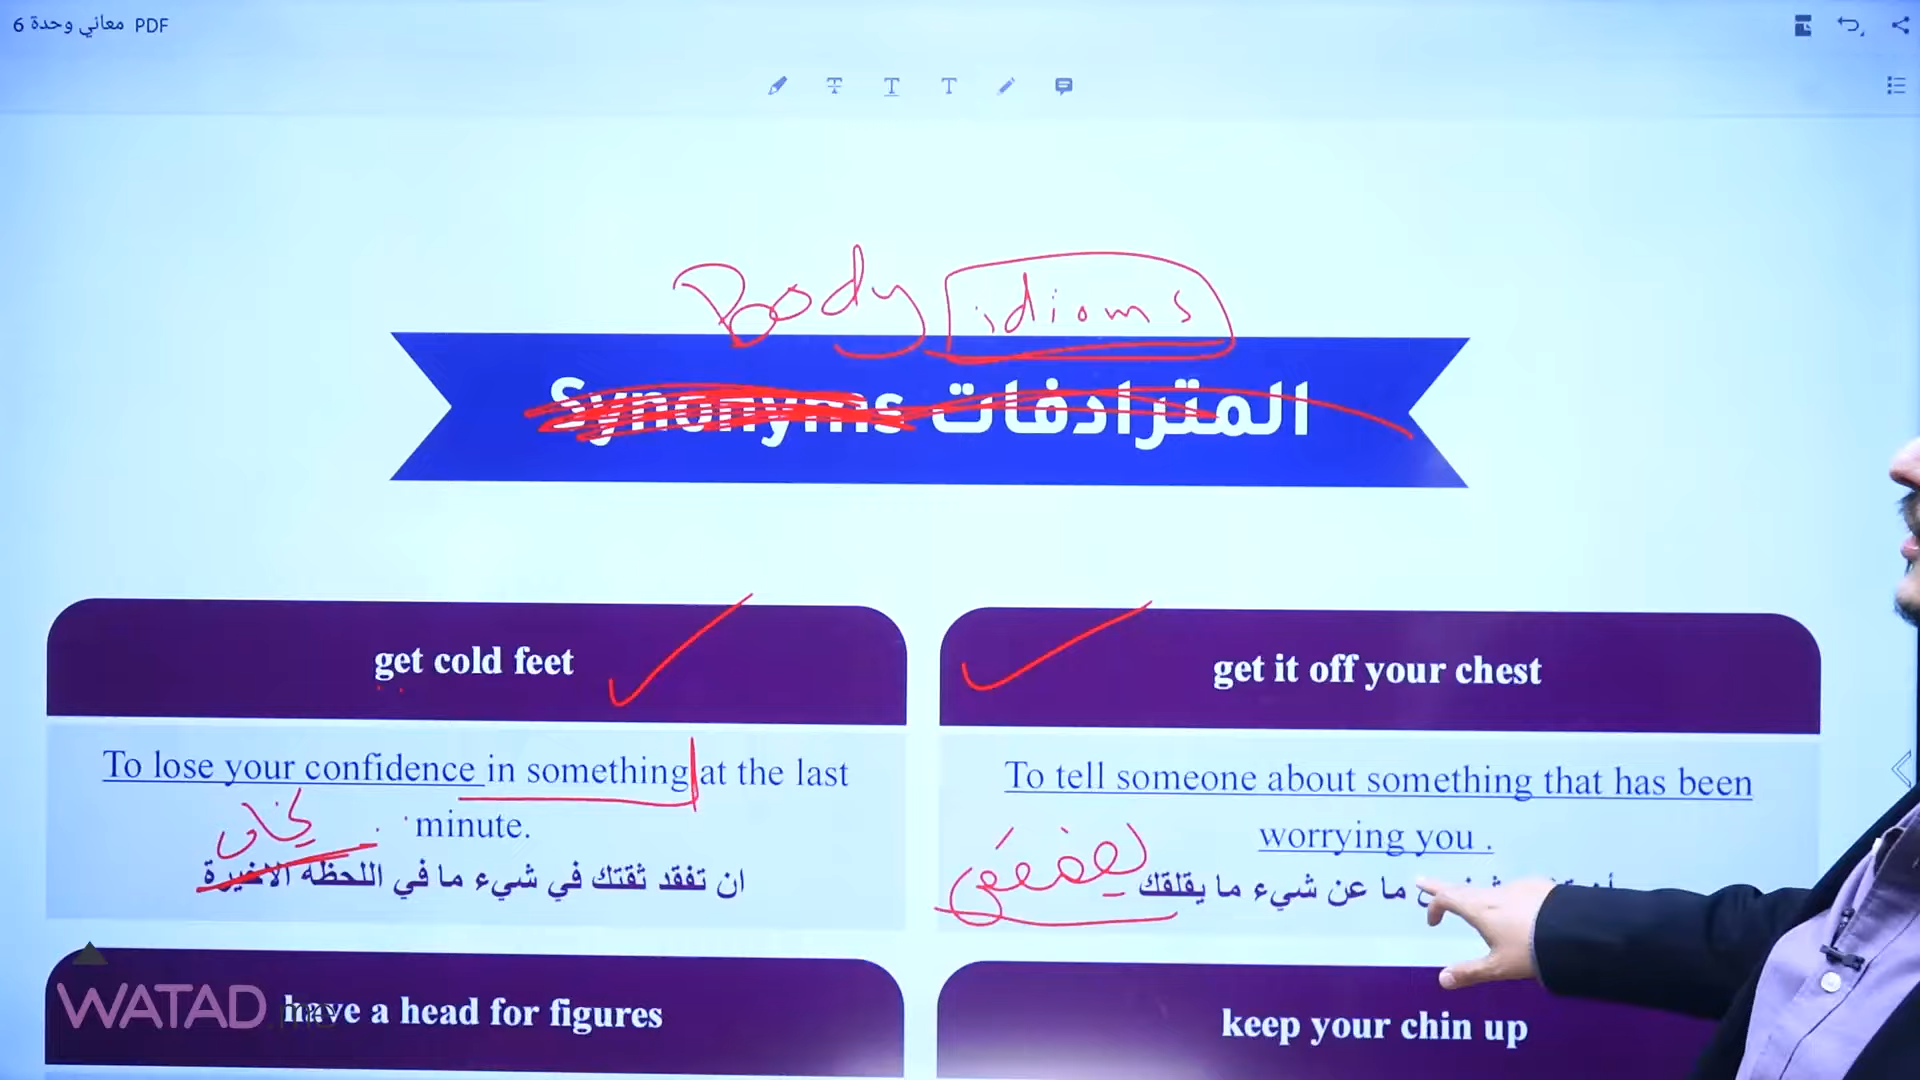 معاني وحدة 6 PDF
Body idioms
المترادفات Synonyms
get cold feet
To lose your confidence in something at the last
minute.
ان تفقد ثقتك في شيء ما في اللحظة الاخيرة
get it off your chest
To tell someone about something that has been
worrying you .
ما عن شيء ما يقلقك
يفضفض
have a head for figures
keep your chin up
WATAD.me